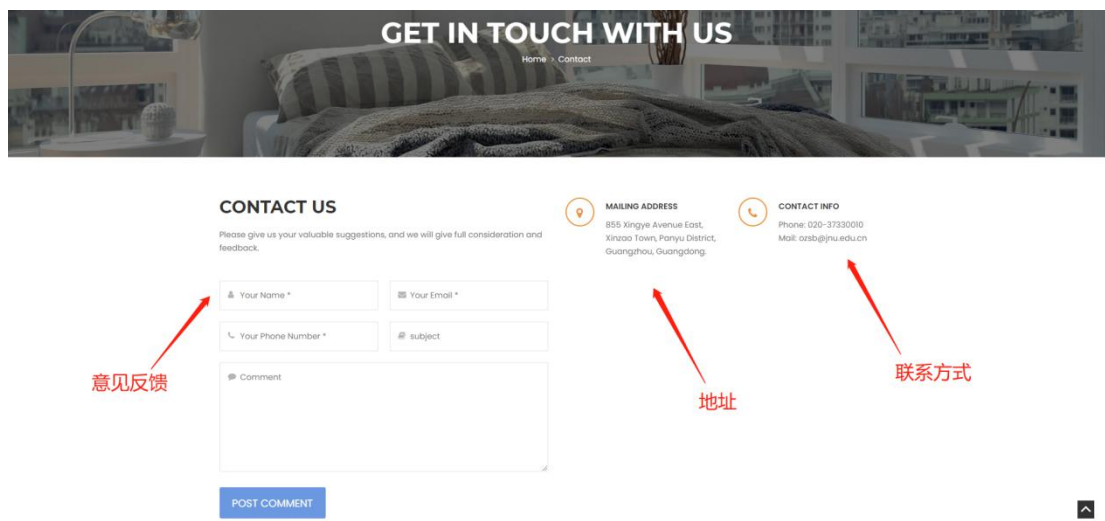 GET IN TOUCH WITH US
Home > Contact
CONTACT US
Please give us your valuable suggestions, and we will give full consideration and
feedback.
Your Name *
Your Email *
Your Phone Number *
subject
Comment
POST COMMENT
MAILING ADDRESS
855 Xingye Avenue East,
Xinzao Town, Panyu District,
Guangzhou, Guangdong.
CONTACT INFO
Phone: 020-37330010
Mail: ozsb@jnu.edu.cn
意见反馈
地址
联系方式